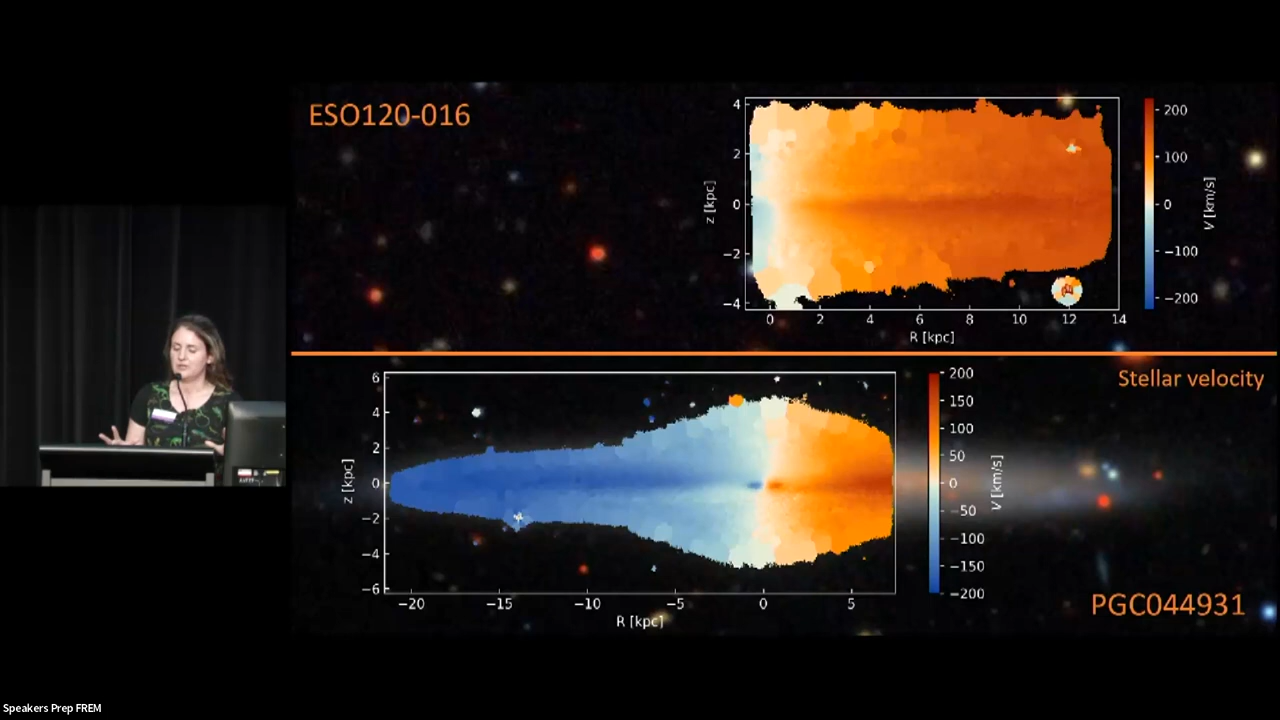 ESO120-016
4
2
0
−2
−4
z [kpc]
0 2 4 6 8 10 12 14
R [kpc]
200
100
0
−100
−200
V [km/s]
Stellar velocity
6
4
2
0
−2
−4
−6
z [kpc]
−20 −15 −10 −5 0 5
R [kpc]
200
150
100
50
0
−50
−100
−150
−200
V [km/s]
PGC044931
Speakers Prep FREM